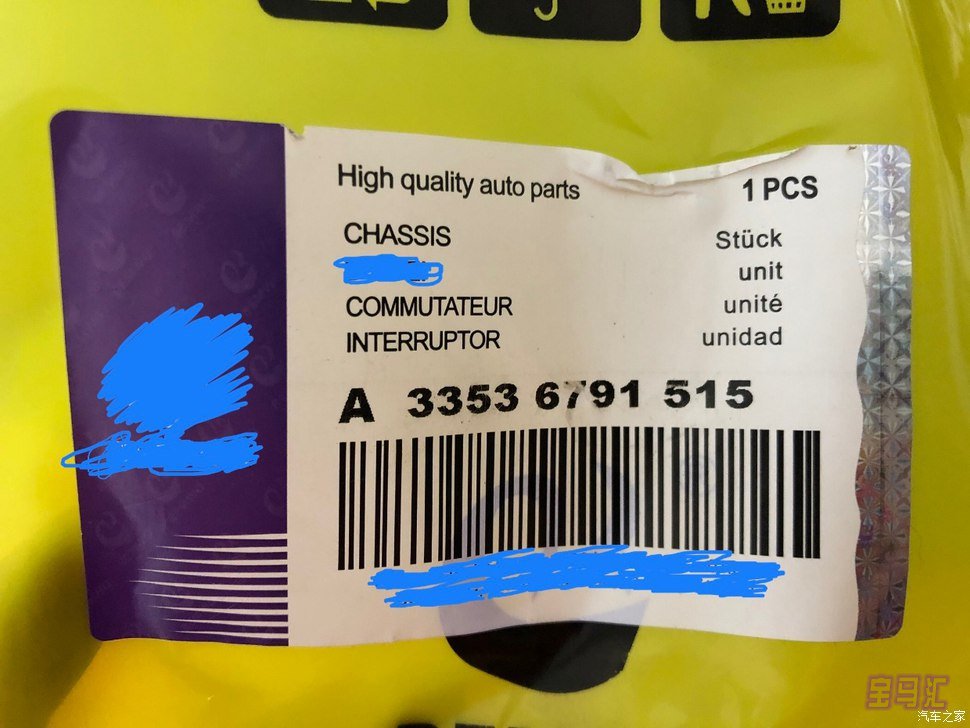 High quality auto parts 1 PCS
CHASSIS Stück
unit
COMMUTATEUR unité
INTERRUPTOR unidad
A 3353 6791 515
宝马汇
汽车之家